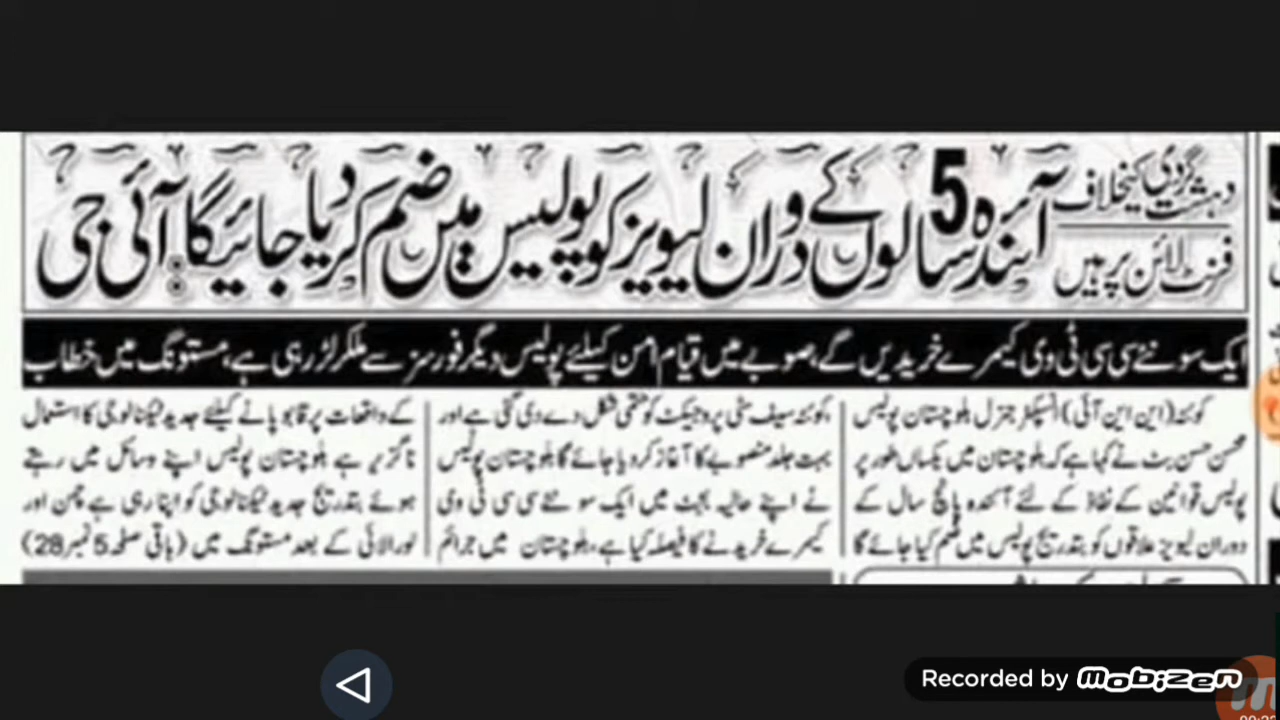 دہشتگردی کیخلاف
فرنٹ لائن پر ہیں
آئندہ 5 سالوں کے دوران لیویز کو پولیس میں ضم کر دیا جائیگا، آئی جی
ایک سو نئے سی سی ٹی وی کیمرے خریدیں گے، صوبے میں قیام امن کیلئے پولیس دیگر فورسز سے ملکر لڑ رہی ہے، مستونگ میں خطاب
کوئٹہ (این این آئی) انسپکٹر جنرل بلوچستان پولیس
محسن حسن بٹ نے کہا ہے کہ بلوچستان میں یکساں طور پر
پولیس قوانین کے نفاذ کے لئے آئندہ پانچ سال کے
دوران لیویز علاقوں کو بتدریج پولیس میں ضم کیا جائے گا
،کوئٹہ سیف سٹی پروجیکٹ کو حتمی شکل دے دی گئی ہے اور
بہت جلد منصوبے کا آغاز کر دیا جائے گا بلوچستان پولیس
نے اپنے حالیہ بجٹ میں ایک سو نئے سی سی ٹی وی
کیمرے خریدنے کا فیصلہ کیا ہے، بلوچستان میں جرائم
کے واقعات پر قابو پانے کیلئے جدید ٹیکنالوجی کا استعمال
ناگزیر ہے بلوچستان پولیس اپنے وسائل میں رہتے
ہوئے بتدریج جدید ٹیکنالوجی کو اپنا رہی ہے چمن اور
لورالائی کے بعد مستونگ میں (باقی صفحہ 5 نمبر 28)
Recorded by mobizen